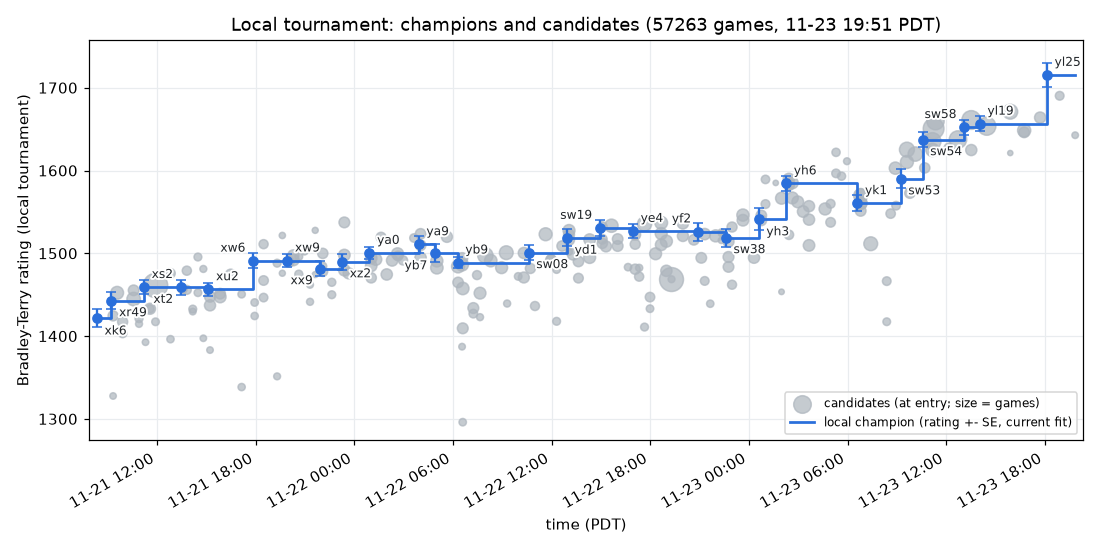 Local tournament: champions and candidates (57263 games, 11-23 19:51 PDT)
Bradley-Terry rating (local tournament)
1700
1600
1500
1400
1300
xk6
xr49
xs2
xt2
xu2
xw6
xw9
xx9
xz2
ya0
yb7
ya9
yb9
sw08
yd1
sw19
ye4
yf2
sw38
yh3
yh6
yk1
sw53
sw54
sw58
yl19
yl25
candidates (at entry; size = games)
local champion (rating +- SE, current fit)
11-21 12:00
11-21 18:00
11-22 00:00
11-22 06:00
11-22 12:00
11-22 18:00
11-23 00:00
11-23 06:00
11-23 12:00
11-23 18:00
time (PDT)